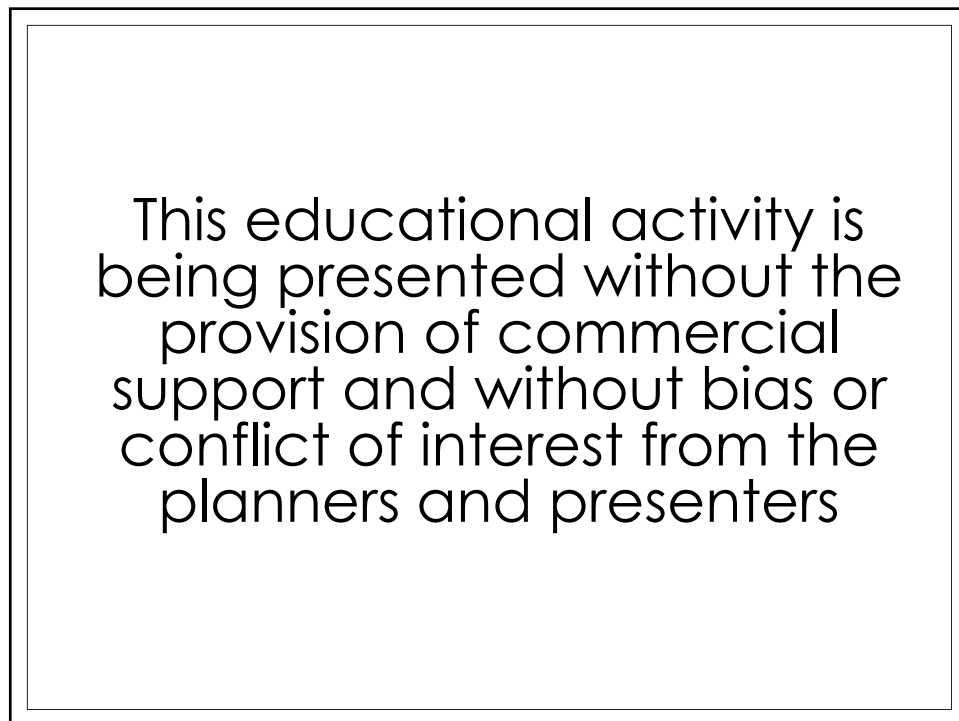 This educational activity is
being presented without the
provision of commercial
support and without bias or
conflict of interest from the
planners and presenters